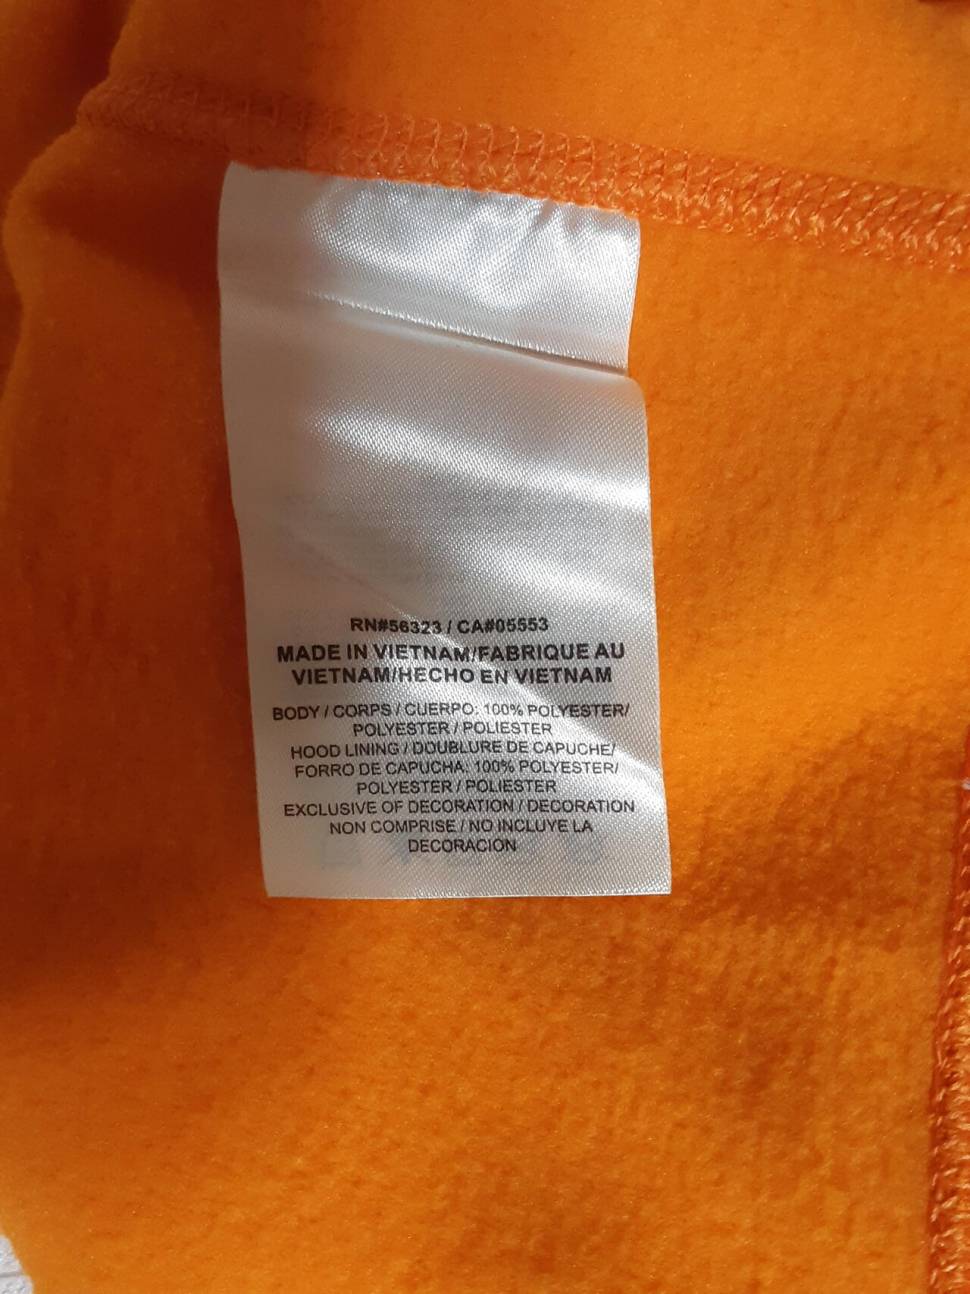 RN#56323 / CA#05553
MADE IN VIETNAM/FABRIQUE AU
VIETNAM/HECHO EN VIETNAM
BODY / CORPS / CUERPO: 100% POLYESTER/
POLYESTER / POLIESTER
HOOD LINING / DOUBLURE DE CAPUCHE/
FORRO DE CAPUCHA: 100% POLYESTER/
POLYESTER / POLIESTER
EXCLUSIVE OF DECORATION / DECORATION
NON COMPRISE / NO INCLUYE LA
DECORACION